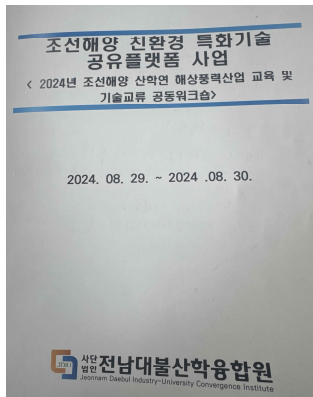 조선해양 친환경 특화기술
공유플랫폼 사업
< 2024년 조선해양 산학연 해상풍력산업 교육 및
기술교류 공동워크숍>
2024. 08. 29. ~ 2024 .08. 30.
사단
법인 전남대불산학융합원
Jeonnam Daebul Industry-University Convergence Institute